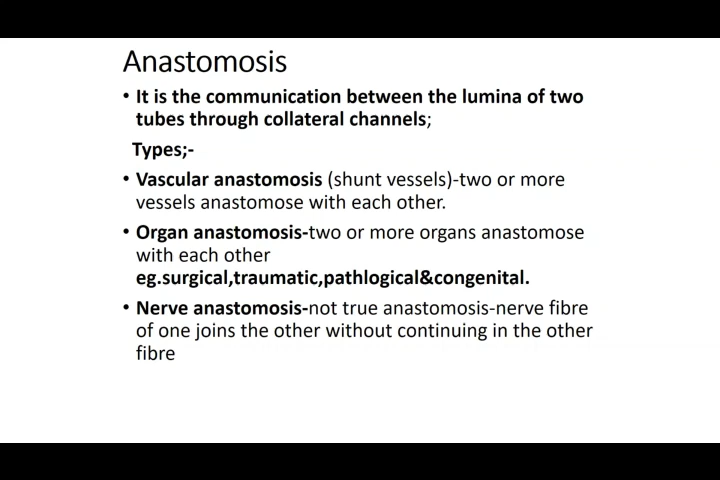 Anastomosis
• It is the communication between the lumina of two
tubes through collateral channels;
Types;-
• Vascular anastomosis (shunt vessels)-two or more
vessels anastomose with each other.
• Organ anastomosis-two or more organs anastomose
with each other
eg.surgical,traumatic,pathlogical&congenital.
• Nerve anastomosis-not true anastomosis-nerve fibre
of one joins the other without continuing in the other
fibre